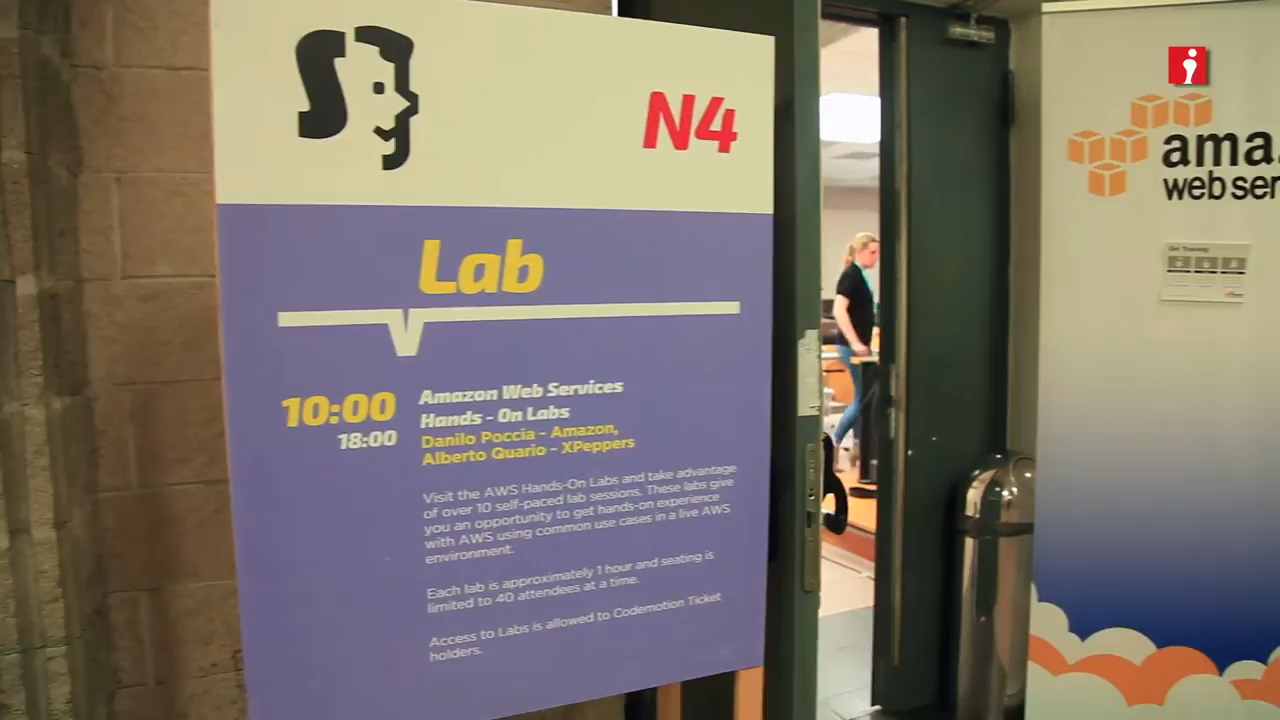 N4
Lab
10:00
18:00
Amazon Web Services
Hands - On Labs
Danilo Poccia - Amazon,
Alberto Quario - XPeppers
Visit the AWS Hands-On Labs and take advantage
of over 10 self-paced lab sessions. These labs give
you an opportunity to get hands-on experience
with AWS using common use cases in a live AWS
environment.
Each lab is approximately 1 hour and seating is
limited to 40 attendees at a time.
Access to Labs is allowed to Codemotion Ticket
holders.
ama
web ser
Get Training